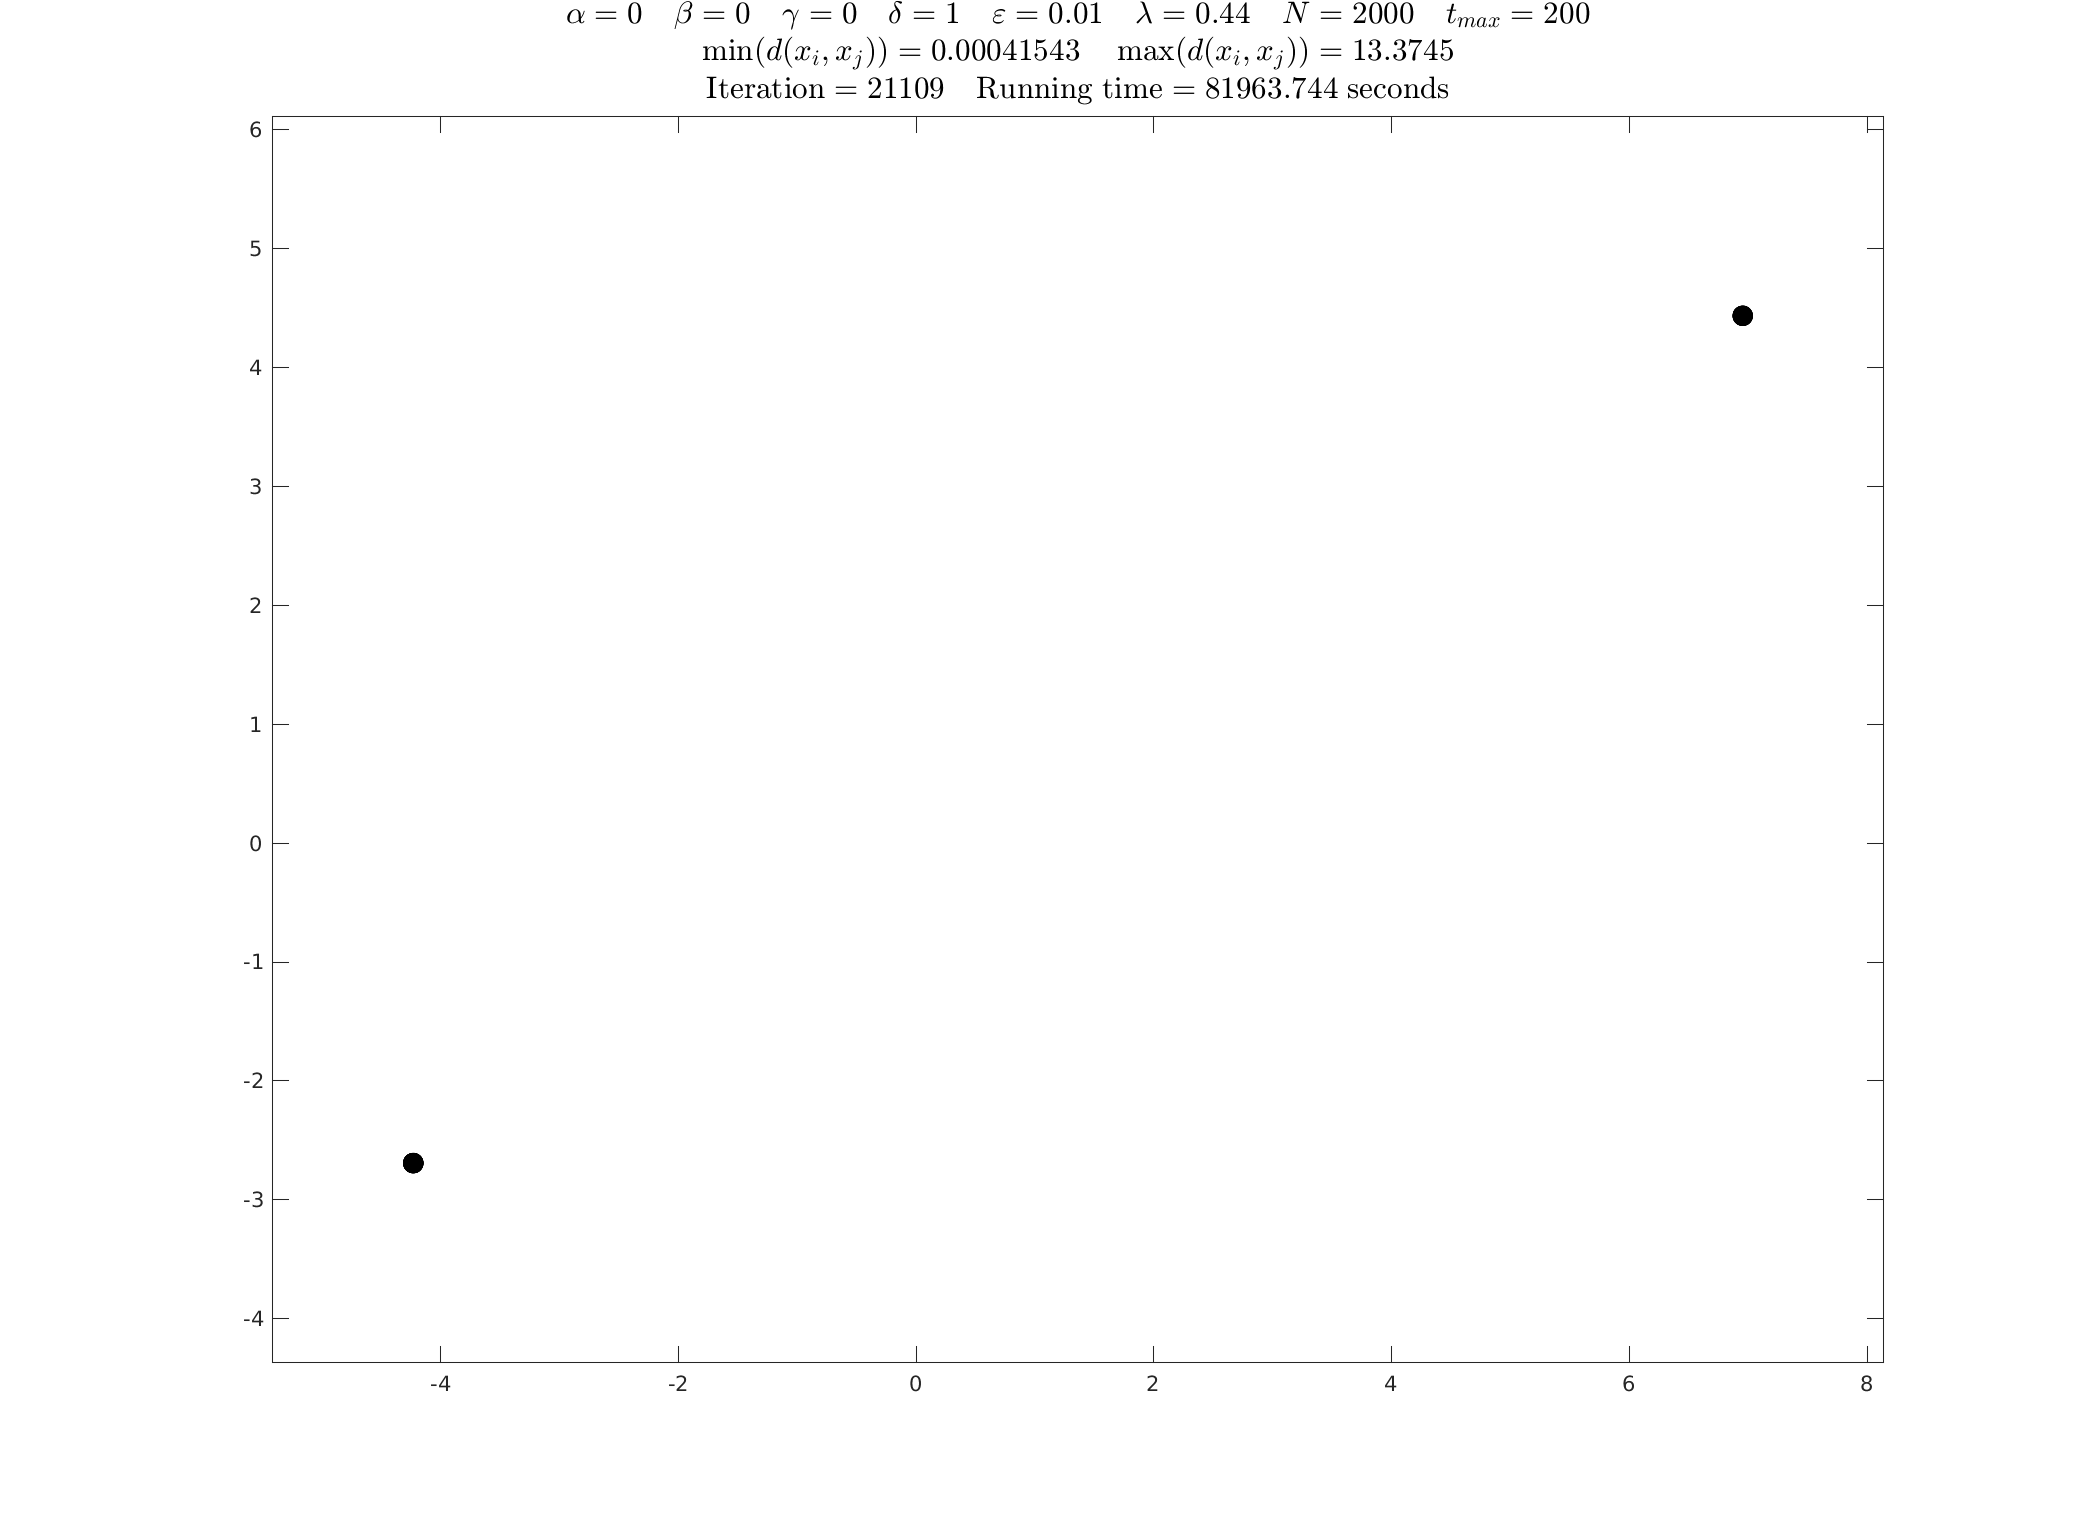 α = 0 β = 0 γ = 0 δ = 1 ε = 0.01 λ = 0.44 N = 2000 t_max = 200
min(d(x_i, x_j)) = 0.00041543 max(d(x_i, x_j)) = 13.3745
Iteration = 21109 Running time = 81963.744 seconds
6
5
4
3
2
1
0
-1
-2
-3
-4
-4 -2 0 2 4 6 8